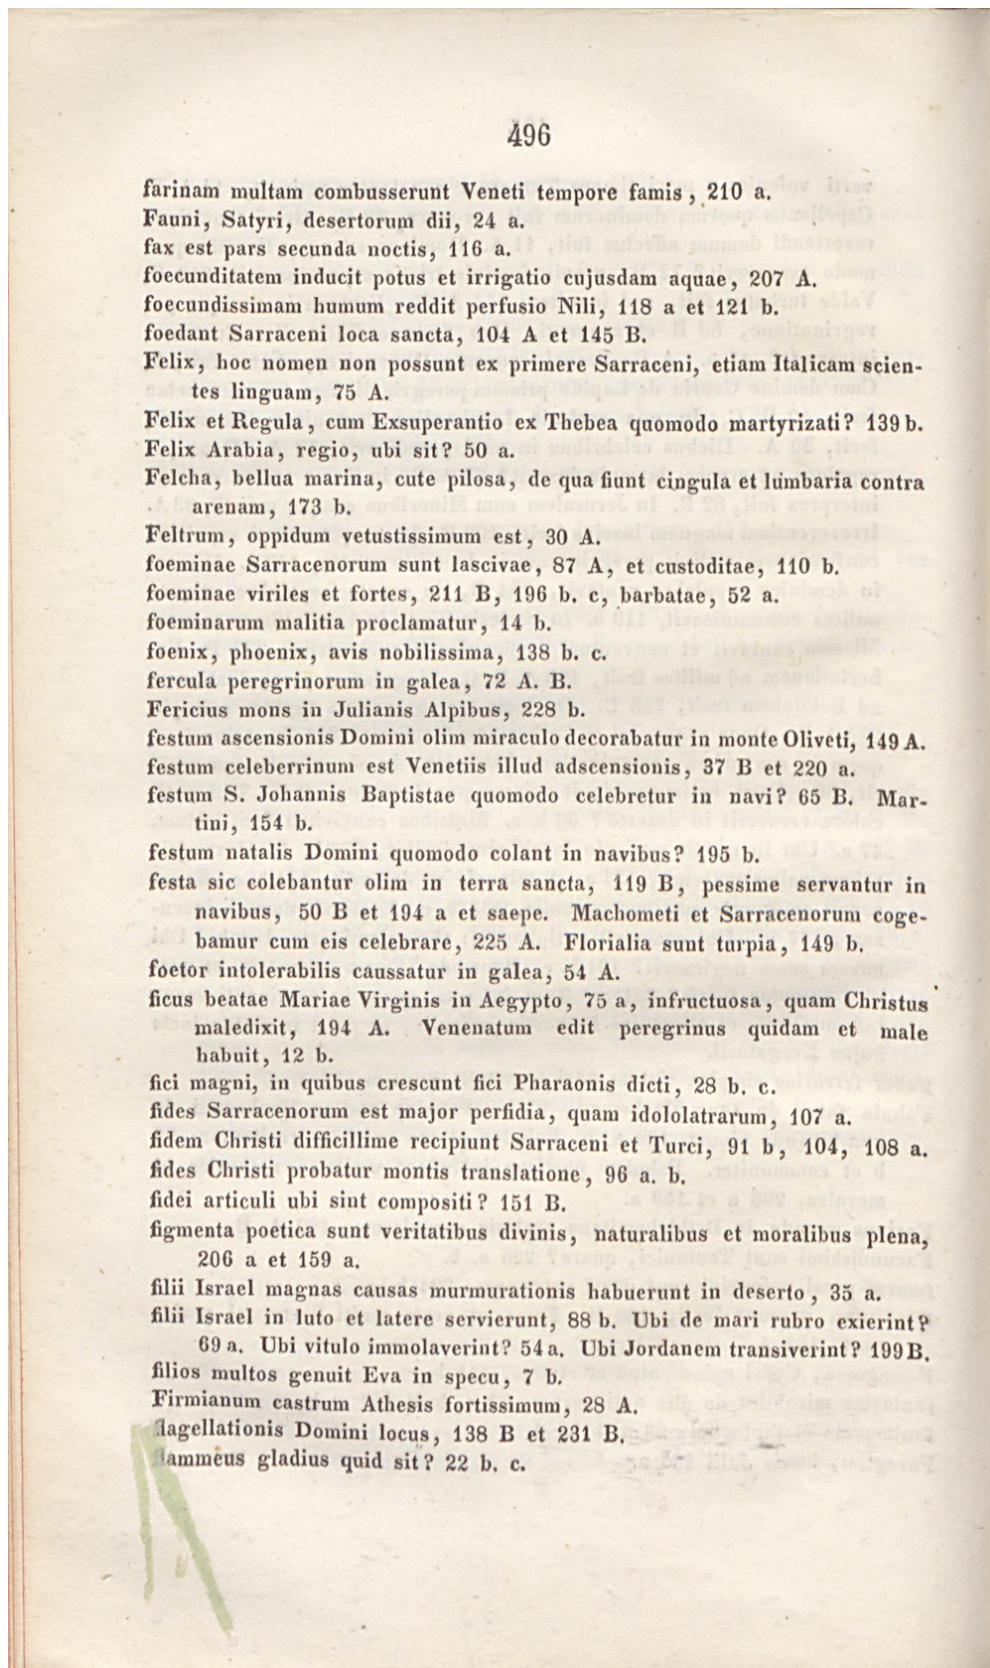 496
farinam multam combusserunt Veneti tempore famis, 210 a.
Fauni, Satyri, desertorum dii, 24 a.
fax est pars secunda noctis, 116 a.
foecunditatem inducit potus et irrigatio cujusdam aquae, 207 A.
foecundissimam humum reddit perfusio Nili, 118 a et 121 b.
foedant Sarraceni loca sancta, 104 A et 145 B.
Felix, hoc nomen non possunt ex primere Sarraceni, etiam Italicam scien-
tes linguam, 75 A.
Felix et Regula, cum Exsuperantio ex Thebea quomodo martyrizati? 139 b.
Felix Arabia, regio, ubi sit? 50 a.
Felcha, bellua marina, cute pilosa, de qua fiunt cingula et lumbaria contra
arenam, 173 b.
Feltrum, oppidum vetustissimum est, 30 A.
foeminae Sarracenorum sunt lascivae, 87 A, et custoditae, 110 b.
foeminae viriles et fortes, 211 B, 196 b. c, barbatae, 52 a.
foeminarum malitia proclamatur, 14 b.
foenix, phoenix, avis nobilissima, 138 b. c.
fercula peregrinorum in galea, 72 A. B.
Fericius mons in Julianis Alpibus, 228 b.
festum ascensionis Domini olim miraculo decorabatur in monte Oliveti, 149 A.
festum celeberrinum est Venetiis illud adscensionis, 37 B et 220 a.
festum S. Johannis Baptistae quomodo celebretur in navi? 65 B. Mar-
tini, 154 b.
festum natalis Domini quomodo colant in navibus? 195 b.
festa sic colebantur olim in terra sancta, 119 B, pessime servantur in
navibus, 50 B et 194 a et saepe. Machometi et Sarracenorum coge-
bamur cum eis celebrare, 225 A. Florialia sunt turpia, 149 b.
foetor intolerabilis caussatur in galea, 54 A.
ficus beatae Mariae Virginis in Aegypto, 75 a, infructuosa, quam Christus
maledixit, 194 A. Venenatum edit peregrinus quidam et male
habuit, 12 b.
fici magni, in quibus crescunt fici Pharaonis dicti, 28 b. c.
fides Sarracenorum est major perfidia, quam idololatrarum, 107 a.
fidem Christi difficillime recipiunt Sarraceni et Turci, 91 b, 104, 108 a.
fides Christi probatur montis translatione, 96 a. b.
fidei articuli ubi sint compositi? 151 B.
figmenta poetica sunt veritatibus divinis, naturalibus et moralibus plena,
206 a et 159 a.
filii Israel magnas causas murmurationis habuerunt in deserto, 35 a.
filii Israel in luto et latere servierunt, 88 b. Ubi de mari rubro exierint?
69 a. Ubi vitulo immolaverint? 54 a. Ubi Jordanem transiverint? 199 B.
filios multos genuit Eva in specu, 7 b.
Firmianum castrum Athesis fortissimum, 28 A.
flagellationis Domini locus, 138 B et 231 B.
flammeus gladius quid sit? 22 b. c.